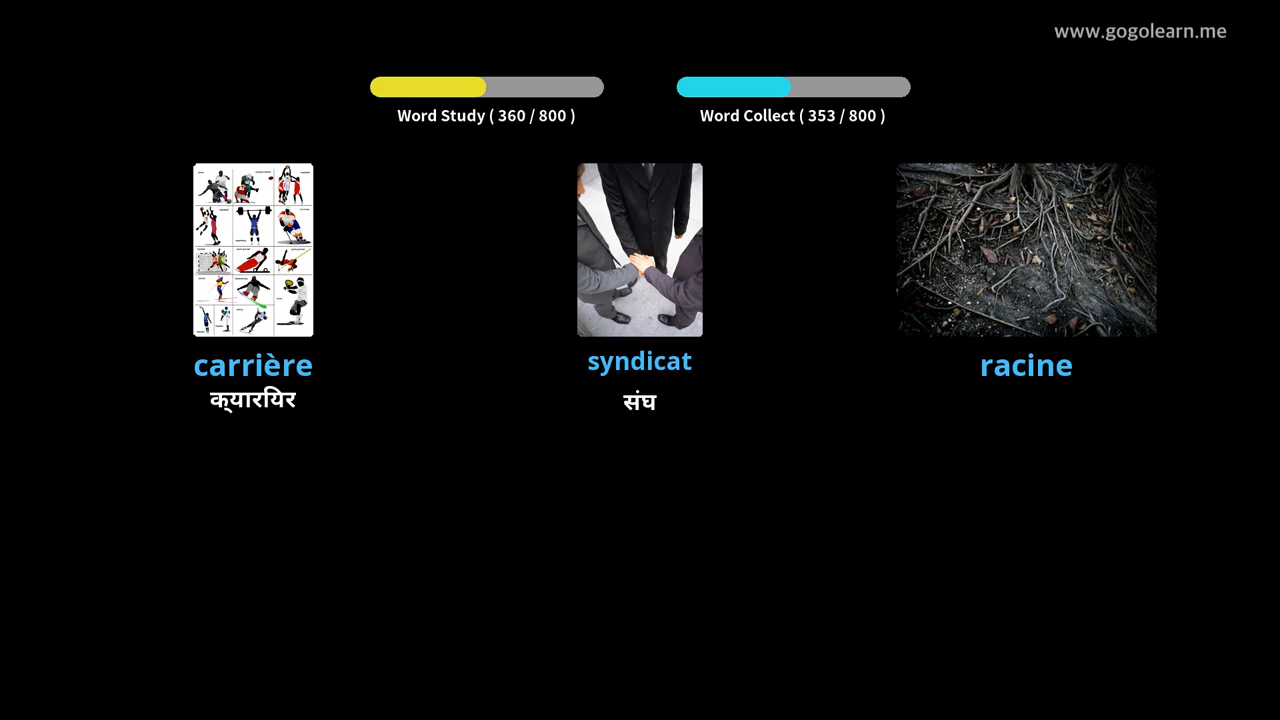 www.gogolearn.me
Word Study ( 360 / 800 )
Word Collect ( 353 / 800 )
carrière
क्यारियर
syndicat
संघ
racine